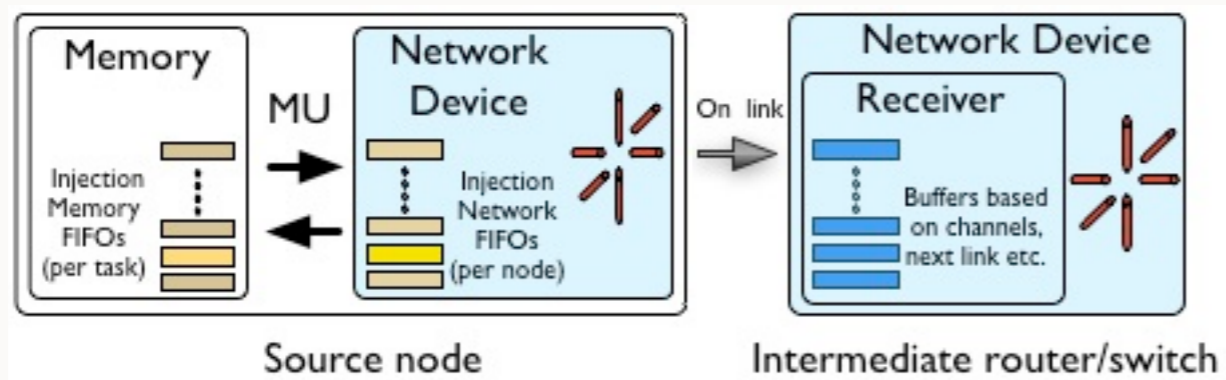 Memory
MU
Injection
Memory
FIFOs
(per task)
Network
Device
Injection
Network
FIFOs
(per node)
On link
Network Device
Receiver
Buffers based
on channels,
next link etc.
Source node
Intermediate router/switch